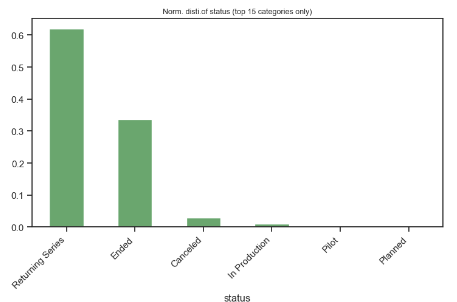 Norm. disti.of status (top 15 categories only)
0.6
0.5
0.4
0.3
0.2
0.1
0.0
Returning Series
Ended
Canceled
In Production
Pilot
Planned
status